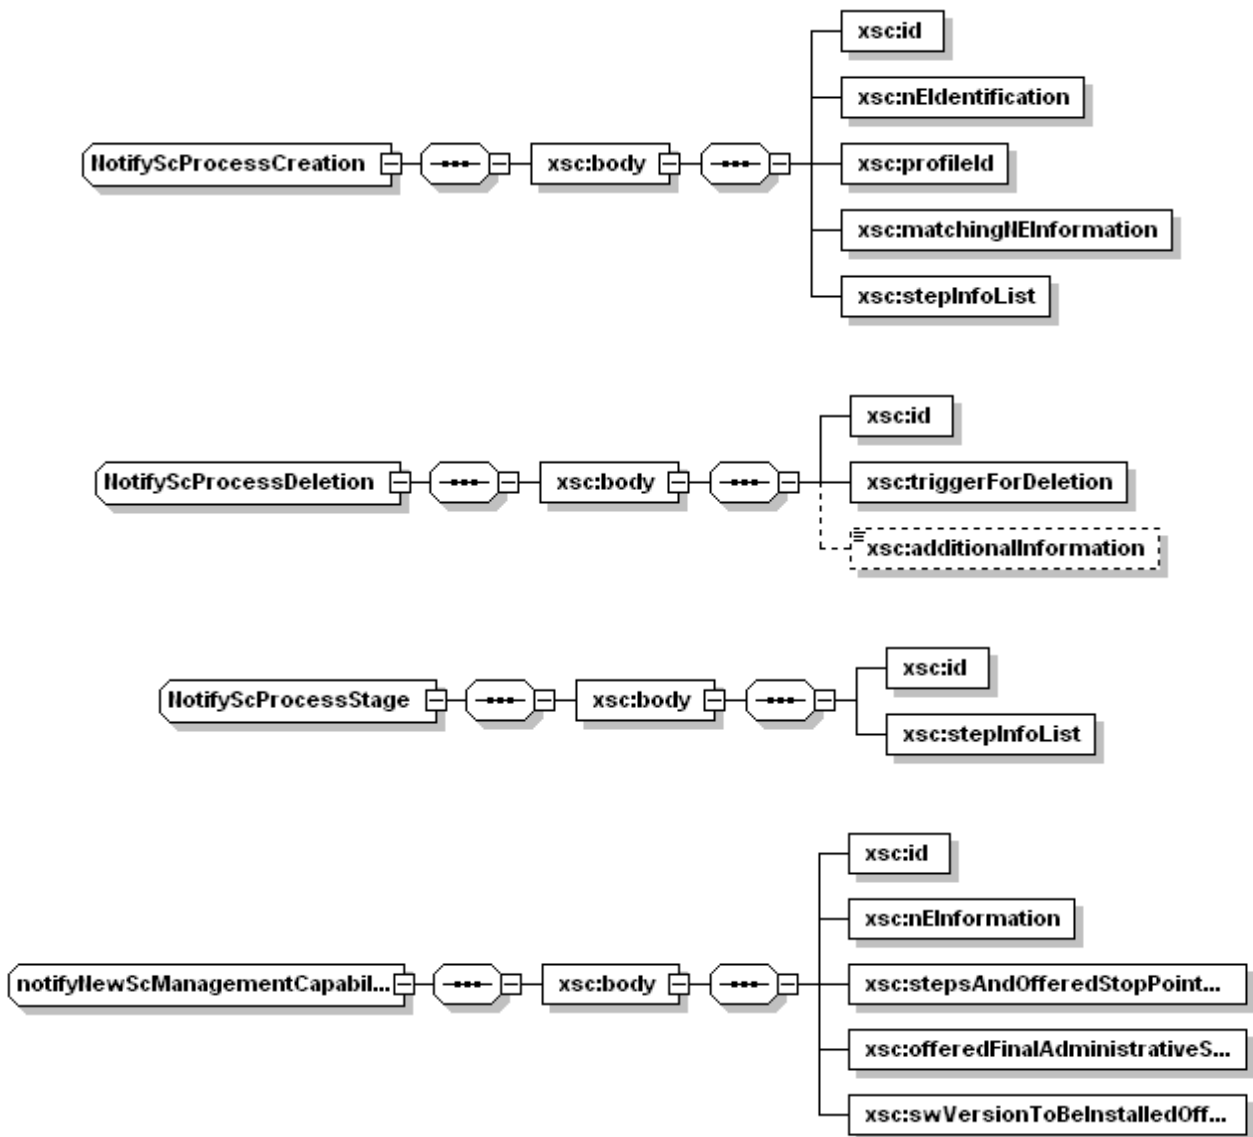 xsc:id
xsc:nEIdentification
NotifyScProcessCreation
xsc:body
xsc:profileId
xsc:matchingNEInformation
xsc:stepInfoList
xsc:id
NotifyScProcessDeletion
xsc:body
xsc:triggerForDeletion
xsc:additionalInformation
xsc:id
NotifyScProcessStage
xsc:body
xsc:stepInfoList
xsc:id
xsc:nEInformation
notifyNewScManagementCapabil...
xsc:body
xsc:stepsAndOfferedStopPoint...
xsc:offeredFinalAdministrativeS...
xsc:swVersionToBeInstalledOff...